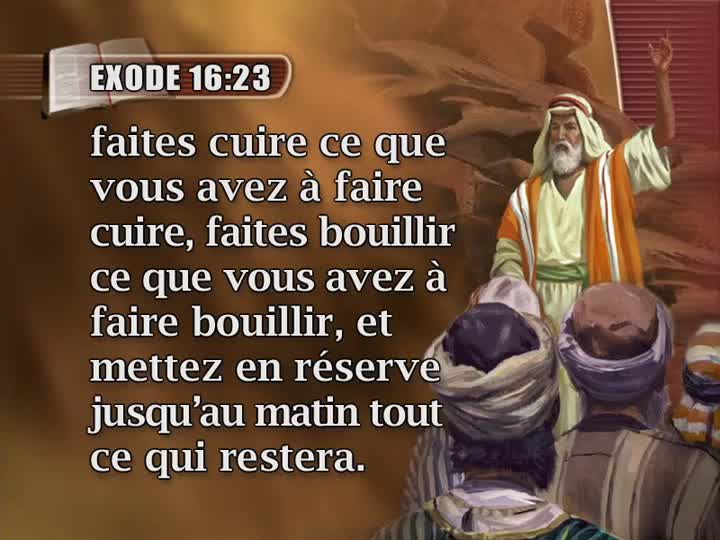 EXODE 16:23
faites cuire ce que
vous avez à faire
cuire, faites bouillir
ce que vous avez à
faire bouillir, et
mettez en réserve
jusqu’au matin tout
ce qui restera.